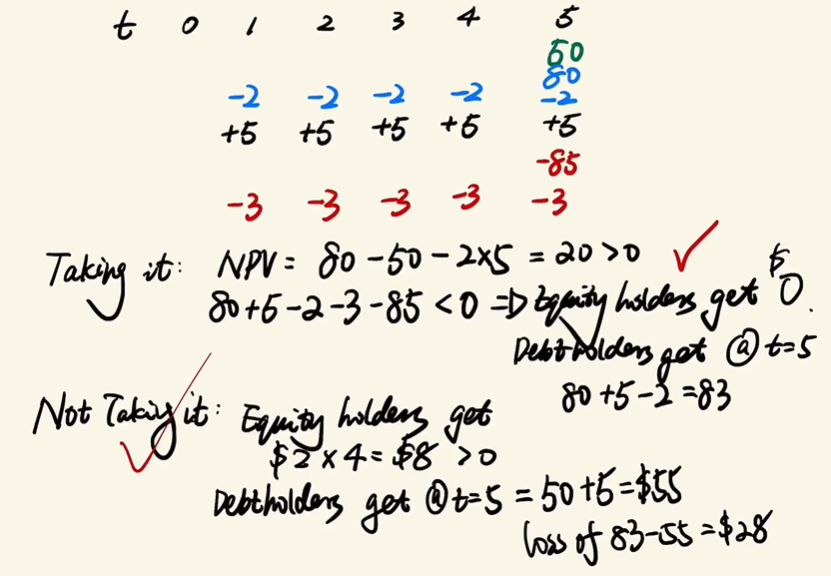 t 0 1 2 3 4 5
50
80
-2 -2 -2 -2 -2
+5 +5 +5 +5 +5
-85
-3 -3 -3 -3 -3
Taking it: NPV = 80-50-2×5 = 20>0 ✓
80+5-2-3-85<0 => Equity holders get $0.
Debtholders get @t=5
80+5-2=83
Not Taking it: Equity holders get
$2×4=$8 >0
Debtholders get @t=5 = 50+5=$55
loss of 83-55=$28